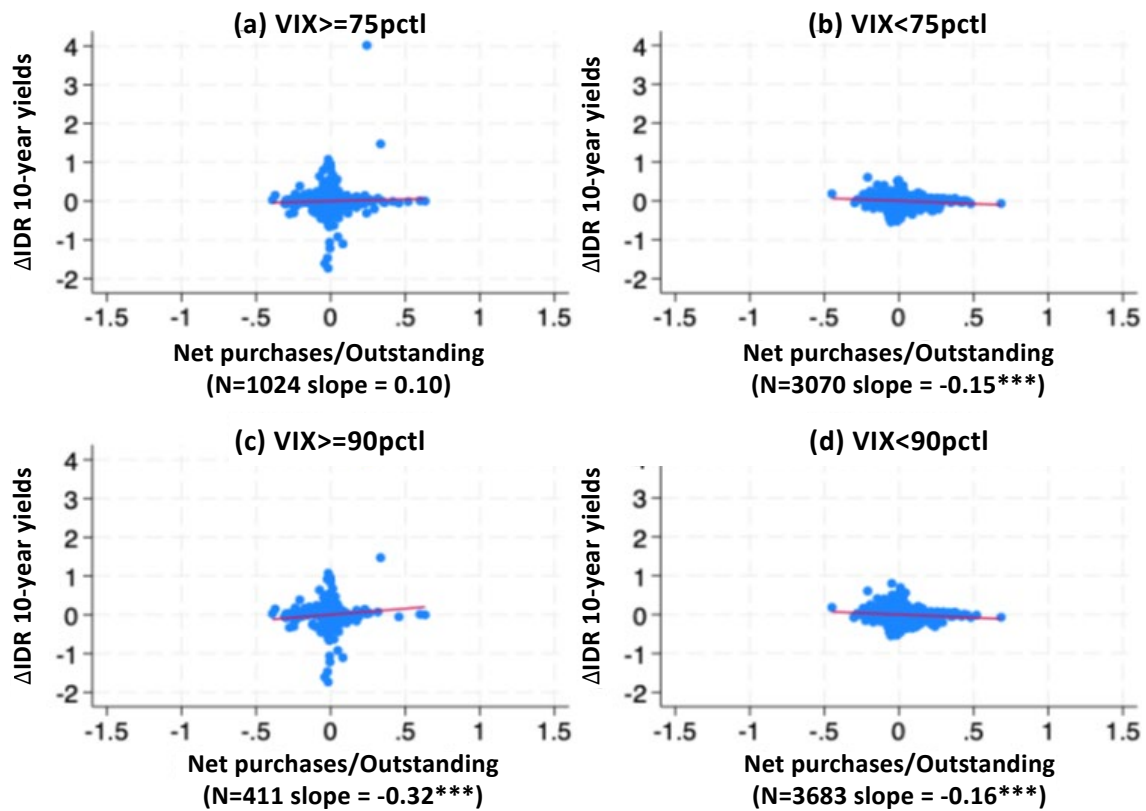 (a) VIX>=75pctl
ΔIDR 10-year yields
4
3
2
1
0
-1
-2
-1.5 -1 -.5 0 .5 1 1.5
Net purchases/Outstanding
(N=1024 slope = 0.10)
(b) VIX<75pctl
ΔIDR 10-year yields
4
3
2
1
0
-1
-2
-1.5 -1 -.5 0 .5 1 1.5
Net purchases/Outstanding
(N=3070 slope = -0.15***)
(c) VIX>=90pctl
ΔIDR 10-year yields
4
3
2
1
0
-1
-2
-1.5 -1 -.5 0 .5 1 1.5
Net purchases/Outstanding
(N=411 slope = -0.32***)
(d) VIX<90pctl
ΔIDR 10-year yields
3
2
1
0
-1
-2
-1.5 -1 -.5 0 .5 1 1.5
Net purchases/Outstanding
(N=3683 slope = -0.16***)